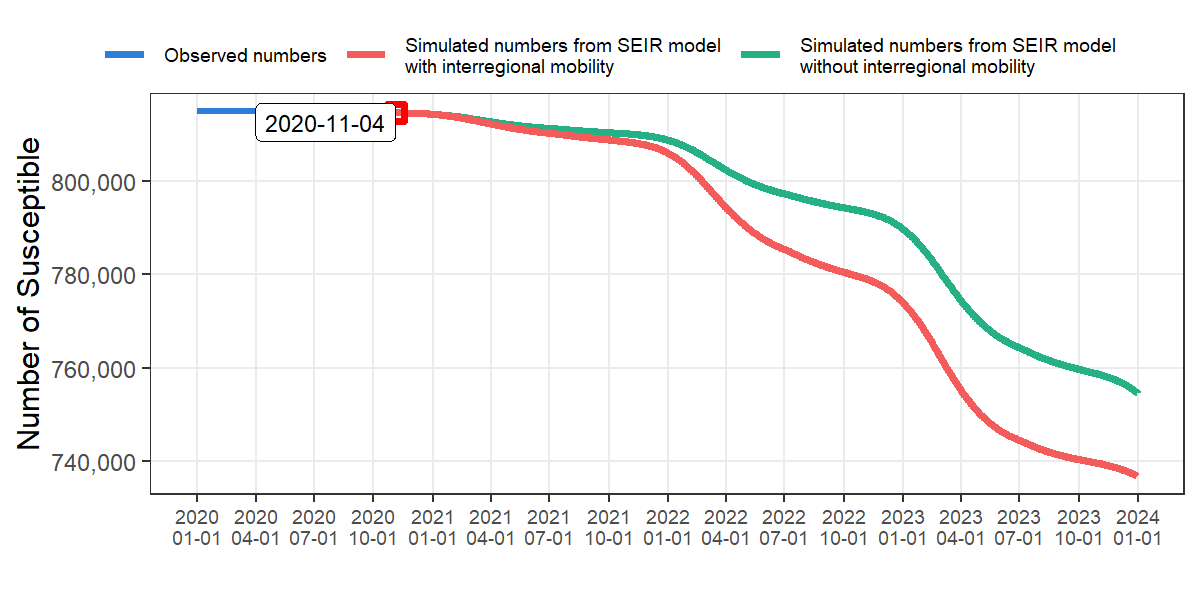 Observed numbers
Simulated numbers from SEIR model
with interregional mobility
Simulated numbers from SEIR model
without interregional mobility
2020-11-04
Number of Susceptible
800,000
780,000
760,000
740,000
2020 2020 2020 2020 2021 2021 2021 2021 2022 2022 2022 2022 2023 2023 2023 2023 2024
01-01 04-01 07-01 10-01 01-01 04-01 07-01 10-01 01-01 04-01 07-01 10-01 01-01 04-01 07-01 10-01 01-01